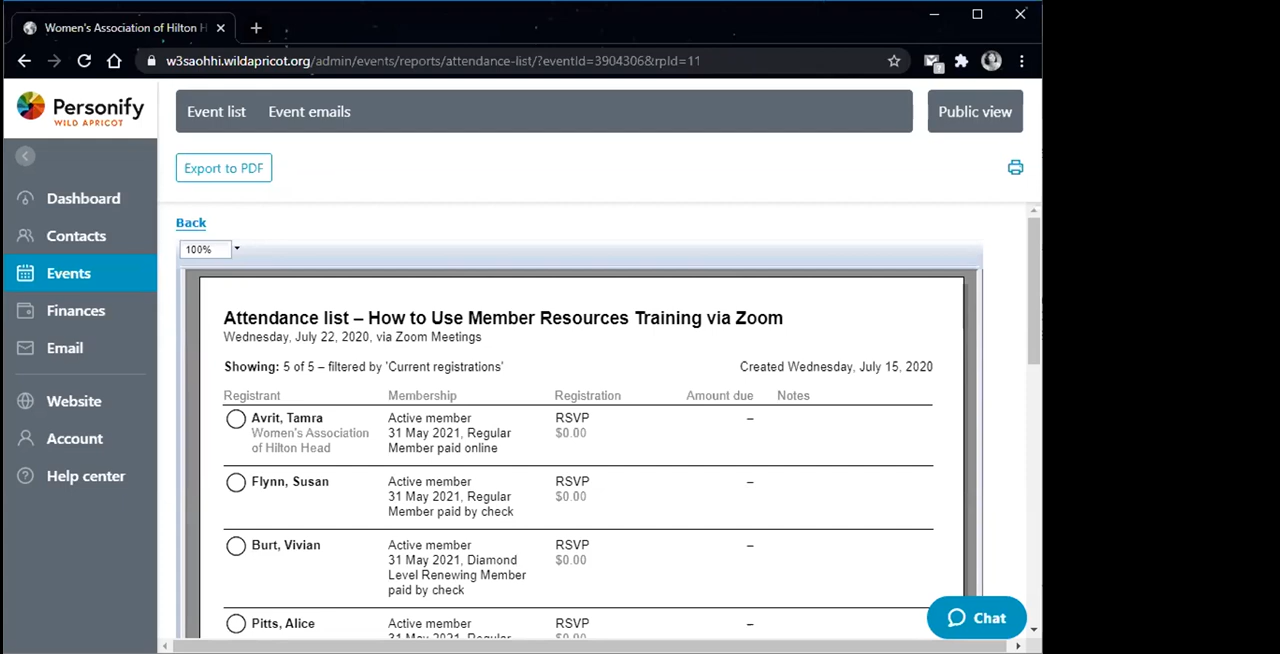 Women's Association of Hilton H
w3saohhi.wildapricot.org/admin/events/reports/attendance-list/?eventId=3904306&rpId=11
Personify
WILD APRICOT
Event list Event emails Public view
Export to PDF
Dashboard
Contacts
Events
Finances
Email
Website
Account
Help center
Back
100%
Attendance list – How to Use Member Resources Training via Zoom
Wednesday, July 22, 2020, via Zoom Meetings
Showing: 5 of 5 – filtered by 'Current registrations' Created Wednesday, July 15, 2020
Registrant Membership Registration Amount due Notes
Avrit, Tamra Active member RSVP –
Women's Association 31 May 2021, Regular $0.00
of Hilton Head Member paid online
Flynn, Susan Active member RSVP –
31 May 2021, Regular $0.00
Member paid by check
Burt, Vivian Active member RSVP –
31 May 2021, Diamond $0.00
Level Renewing Member
paid by check
Pitts, Alice Active member RSVP –
31 May 2021, Regular $0.00
Chat